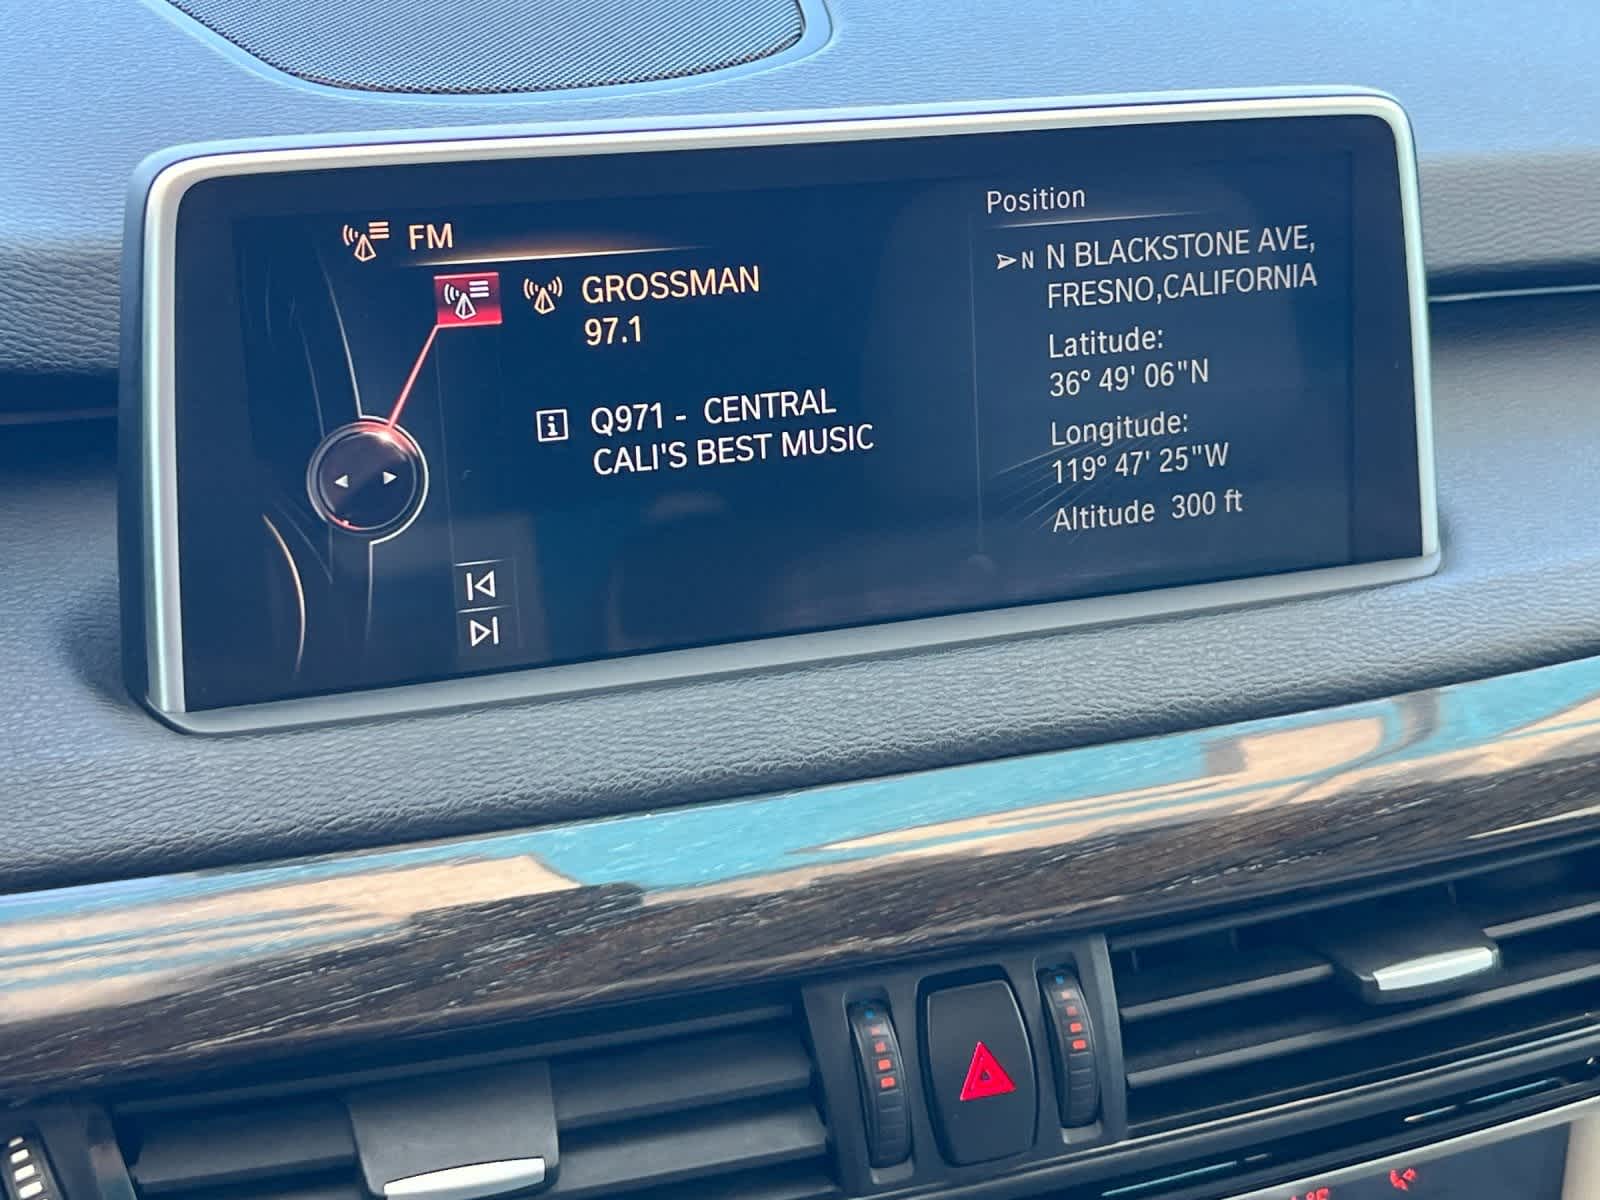 FM
GROSSMAN
97.1
Q971 - CENTRAL
CALI'S BEST MUSIC
Position
N N BLACKSTONE AVE,
FRESNO,CALIFORNIA
Latitude:
36° 49' 06"N
Longitude:
119° 47' 25"W
Altitude 300 ft